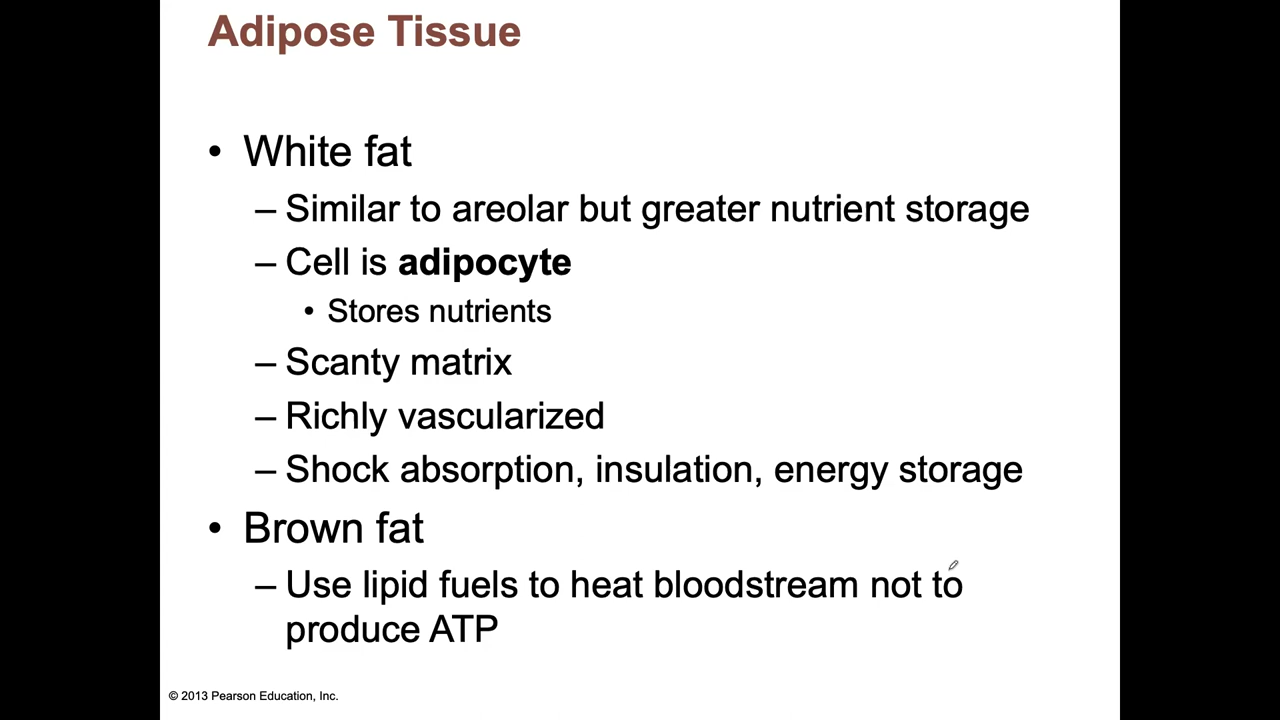 Adipose Tissue
• White fat
– Similar to areolar but greater nutrient storage
– Cell is adipocyte
• Stores nutrients
– Scanty matrix
– Richly vascularized
– Shock absorption, insulation, energy storage
• Brown fat
– Use lipid fuels to heat bloodstream not to
produce ATP
© 2013 Pearson Education, Inc.